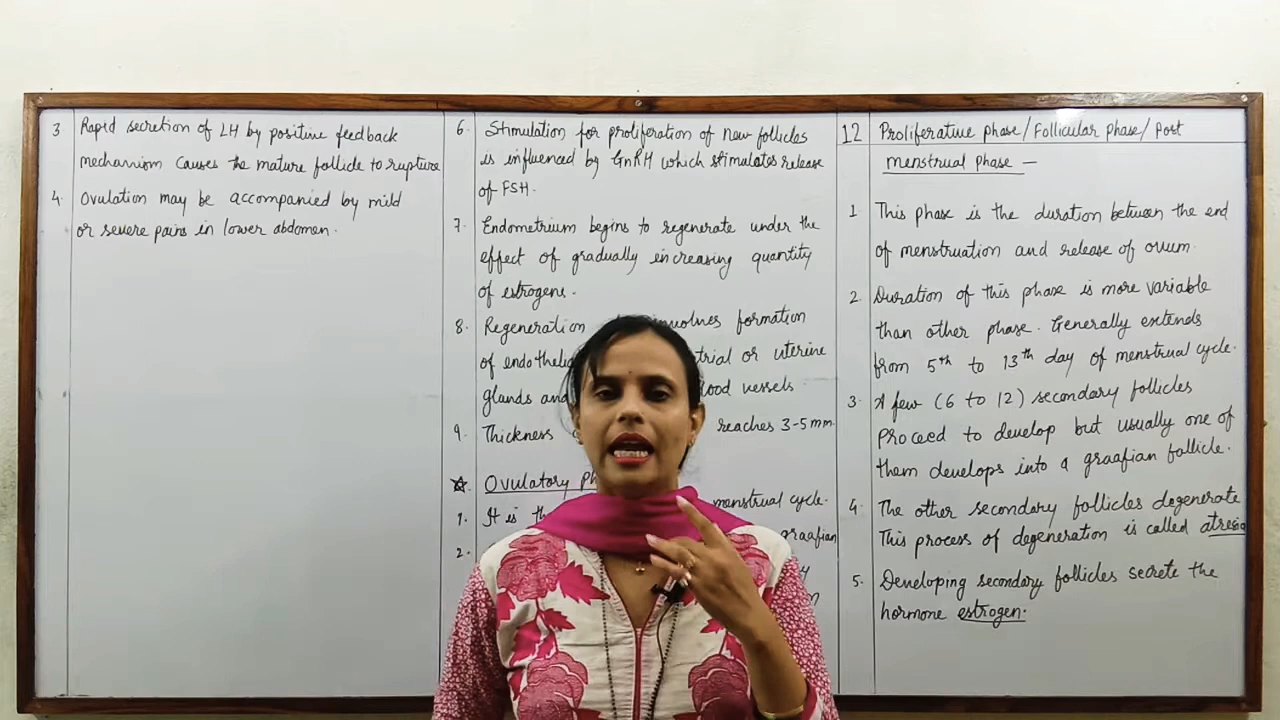 3 Rapid secretion of LH by positive feedback
mechanism causes the mature follicle to rupture
4. Ovulation may be accompanied by mild
or severe pains in lower abdomen.
6. Stimulation for proliferation of new follicles
is influenced by GnRH which stimulates release
of FSH.
7. Endometrium begins to regenerate under the
effect of gradually increasing quantity
of estrogene.
8. Regeneration involves formation
of endothelial trial or uterine
glands and blood vessels
9. Thickness reaches 3-5 mm.
☆. Ovulatory ph
1. It is th menstrual cycle.
2. graafian
12 Proliferative phase/Follicular phase/Post
menstrual phase —
1 This phase is the duration between the end
of menstruation and release of ovum.
2. Duration of this phase is more variable
than other phase. Generally extends
from 5th to 13th day of menstrual cycle.
3. A few (6 to 12) secondary follicles
proceed to develop but usually one of
them develops into a graafian follicle.
4. The other secondary follicles degenerate
This process of degeneration is called atresia
5. Developing secondary follicles secrete the
hormone estrogen.